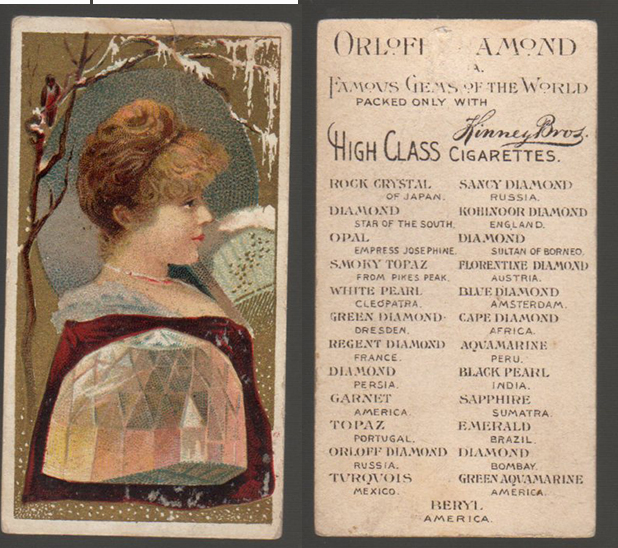 ORLOFF DIAMOND
A.
FAMOUS GEMS OF THE WORLD
PACKED ONLY WITH
Kinney Bros.
HIGH CLASS CIGARETTES.
ROCK CRYSTAL
OF JAPAN.
DIAMOND
STAR OF THE SOUTH.
OPAL
EMPRESS JOSEPHINE.
SMOKY TOPAZ
FROM PIKES PEAK.
WHITE PEARL
CLEOPATRA.
GREEN DIAMOND-
DRESDEN.
REGENT DIAMOND
FRANCE.
DIAMOND
PERSIA.
GARNET
AMERICA.
TOPAZ
PORTUGAL.
ORLOFF DIAMOND
RUSSIA.
TURQUOIS
MEXICO.
SANCY DIAMOND
RUSSIA.
KOHINOOR DIAMOND
ENGLAND.
DIAMOND
SULTAN OF BORNEO.
FLORENTINE DIAMOND
AUSTRIA.
BLUE DIAMOND
AMSTERDAM.
CAPE DIAMOND
AFRICA.
AQUAMARINE
PERU.
BLACK PEARL
INDIA.
SAPPHIRE
SUMATRA.
EMERALD
BRAZIL.
DIAMOND
BOMBAY.
GREEN AQUAMARINE
AMERICA.
BERYL
AMERICA.